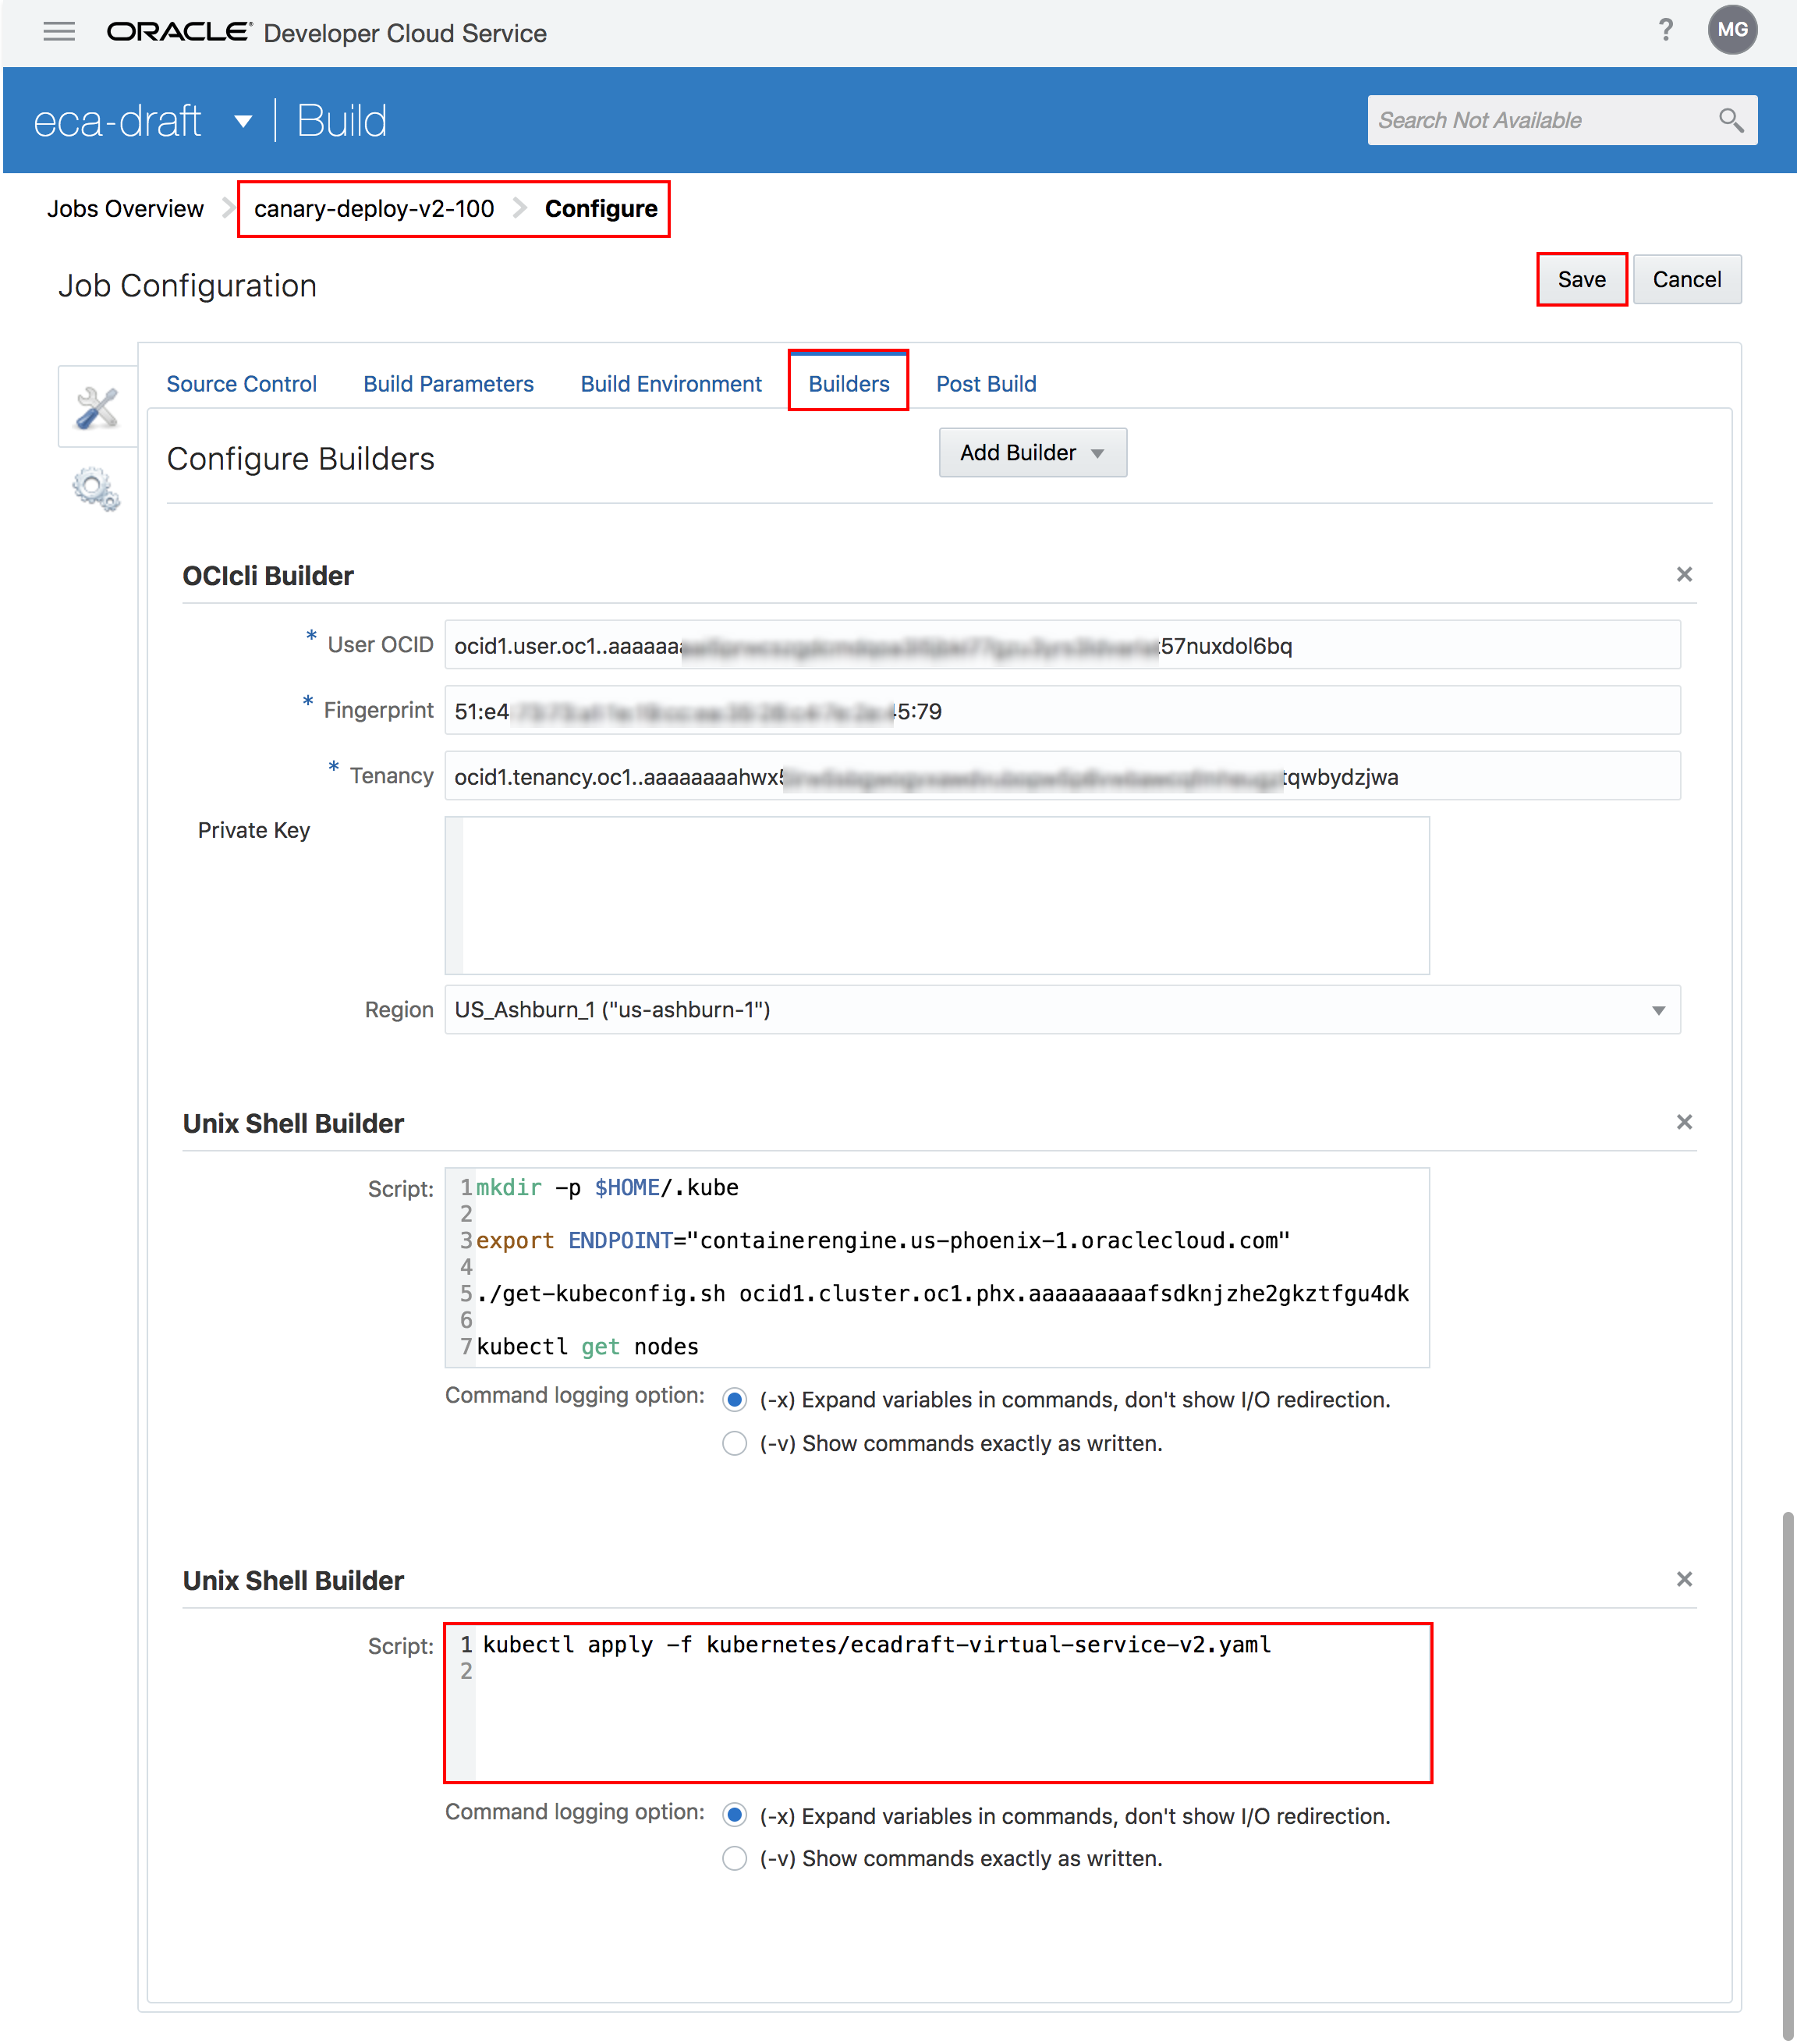 ORACLE® Developer Cloud Service
? MG
eca-draft | Build
Search Not Available
Jobs Overview canary-deploy-v2-100 Configure
Job Configuration
Save Cancel
Source Control Build Parameters Build Environment Builders Post Build
Configure Builders
Add Builder
OCIcli Builder
* User OCID ocid1.user.oc1..aaaaaa 57nuxdol6bq
* Fingerprint 51:e4 5:79
* Tenancy ocid1.tenancy.oc1..aaaaaaaahwx tqwbydzjwa
Private Key
Region US_Ashburn_1 ("us-ashburn-1")
Unix Shell Builder
Script:
1 mkdir -p $HOME/.kube
2
3 export ENDPOINT="containerengine.us-phoenix-1.oraclecloud.com"
4
5 ./get-kubeconfig.sh ocid1.cluster.oc1.phx.aaaaaaaaafsdknjzhe2gkztfgu4dk
6
7 kubectl get nodes
Command logging option: (-x) Expand variables in commands, don't show I/O redirection.
(-v) Show commands exactly as written.
Unix Shell Builder
Script:
1 kubectl apply -f kubernetes/ecadraft-virtual-service-v2.yaml
2
Command logging option: (-x) Expand variables in commands, don't show I/O redirection.
(-v) Show commands exactly as written.